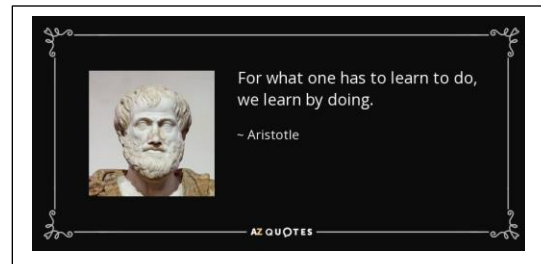 For what one has to learn to do,
we learn by doing.
~ Aristotle
AZ QUOTES